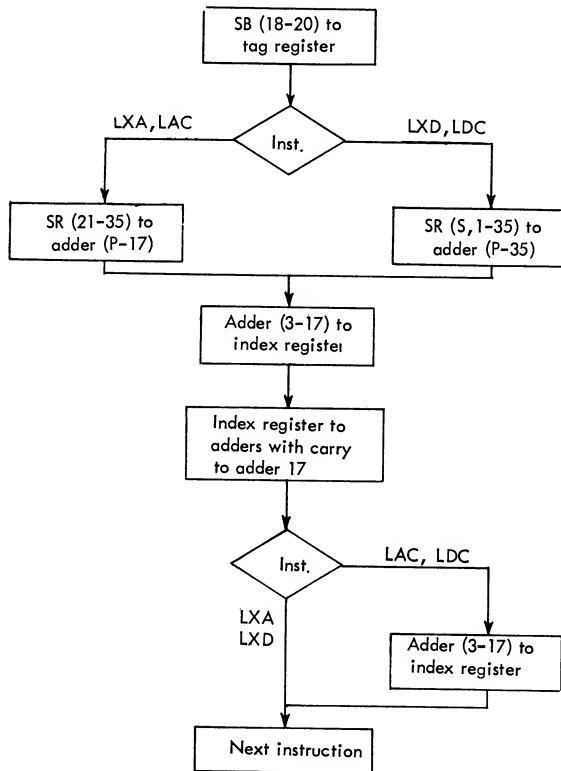 SB (18-20) to
tag register
LXA, LAC
Inst.
LXD, LDC
SR (21-35) to
adder (P-17)
SR (S, 1-35) to
adder (P-35)
Adder (3-17) to
index register
Index register to
adders with carry
to adder 17
Inst.
LAC, LDC
LXA
LXD
Adder (3-17) to
index register
Next instruction